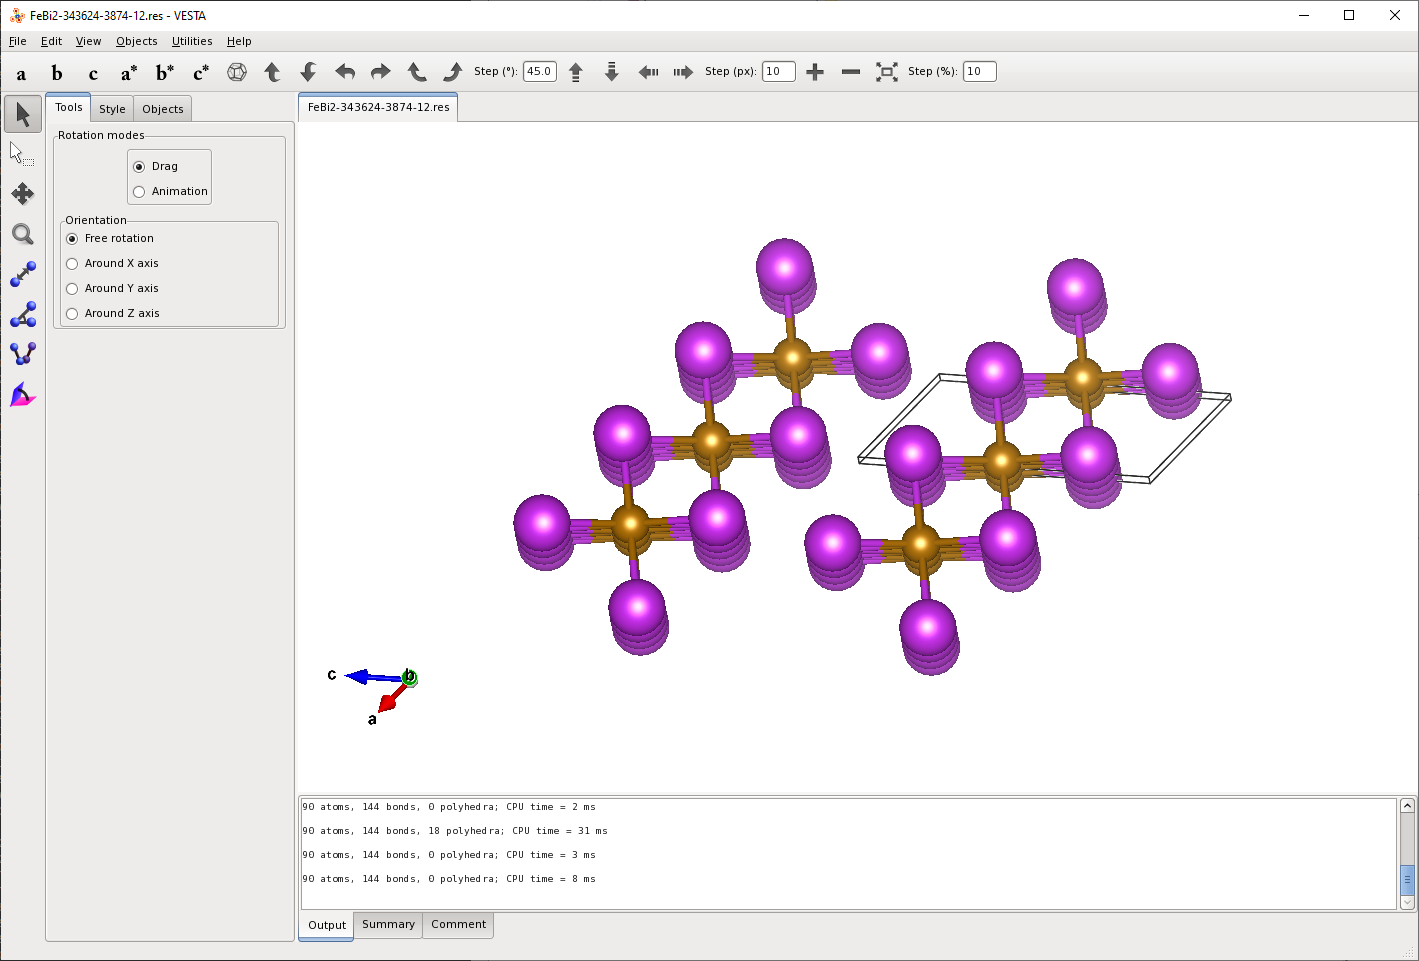 FeBi2-343624-3874-12.res - VESTA
File Edit View Objects Utilities Help
a b c a* b* c* Step (°): 45.0 Step (px): 10 Step (%): 10
Tools Style Objects
FeBi2-343624-3874-12.res
Rotation modes
Drag
Animation
Orientation
Free rotation
Around X axis
Around Y axis
Around Z axis
c b
a
90 atoms, 144 bonds, 0 polyhedra; CPU time = 2 ms
90 atoms, 144 bonds, 18 polyhedra; CPU time = 31 ms
90 atoms, 144 bonds, 0 polyhedra; CPU time = 3 ms
90 atoms, 144 bonds, 0 polyhedra; CPU time = 8 ms
Output Summary Comment